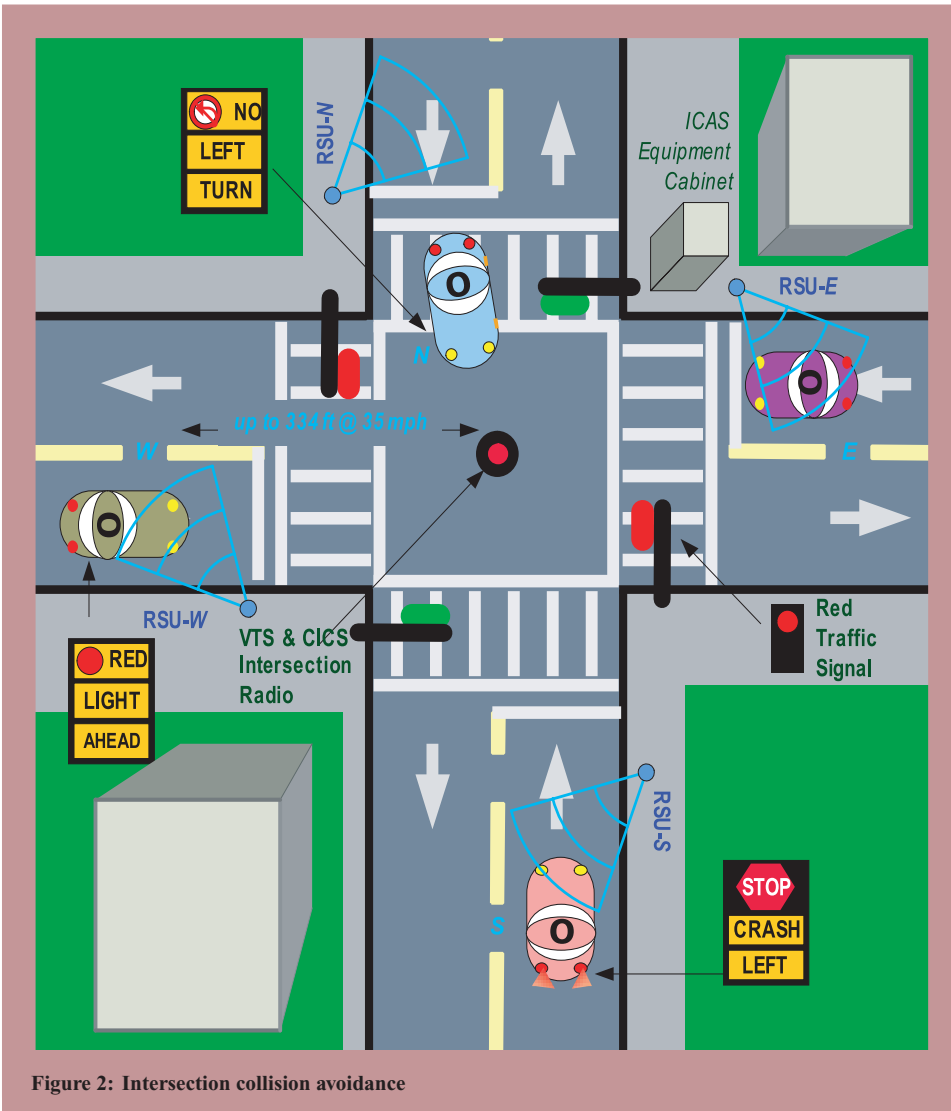 NO
LEFT
TURN
RSU-N
ICAS
Equipment
Cabinet
RSU-E
O
N
O
up to 334 ft @ 35 mph
W
E
O
RSU-W
VTS & CICS
Intersection
Radio
Red
Traffic
Signal
RED
LIGHT
AHEAD
RSU-S
STOP
CRASH
LEFT
S
O
Figure 2: Intersection collision avoidance